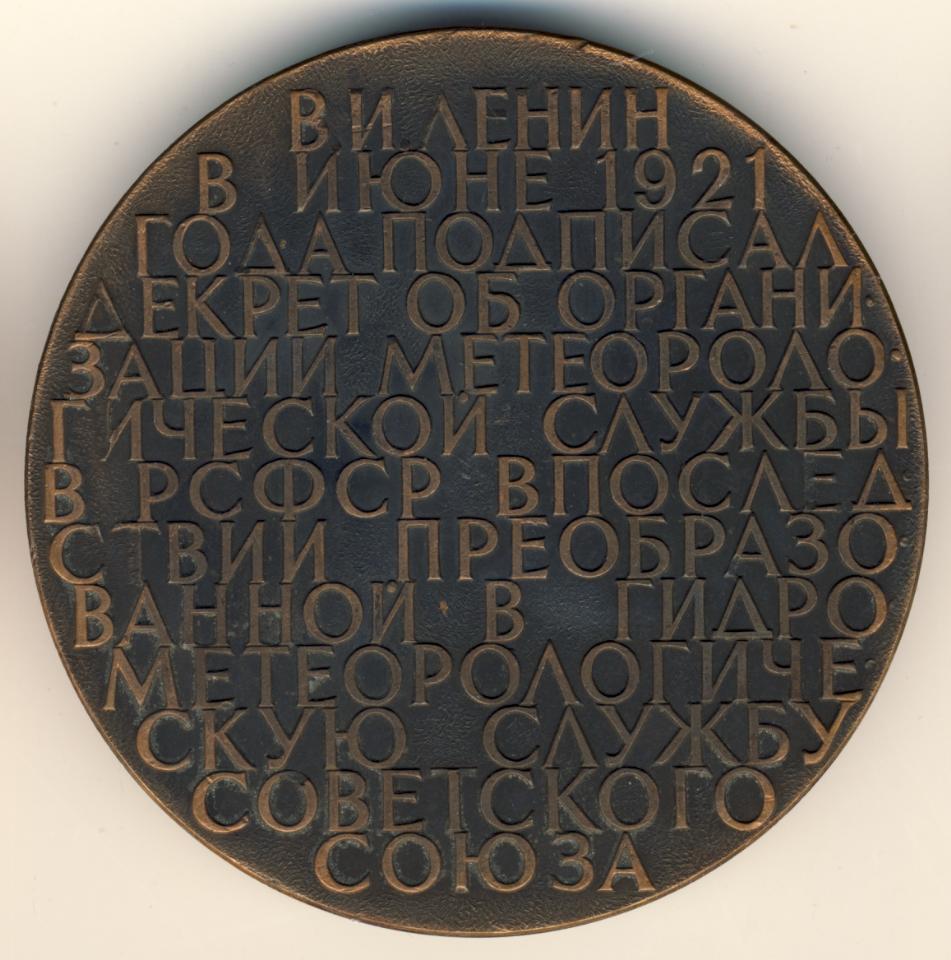 В И ЛЕНИН
В ИЮНЕ 1921
ГОДА ПОДПИСАЛ
ДЕКРЕТ ОБ ОРГАНИ·
ЗАЦИИ МЕТЕОРОЛО·
ГИЧЕСКОЙ СЛУЖБЫ
В РСФСР ВПОСЛЕД·
СТВИИ ПРЕОБРАЗО·
ВАННОЙ В ГИДРО
МЕТЕОРОЛОГИЧЕ·
СКУЮ СЛУЖБУ
СОВЕТСКОГО
СОЮЗА